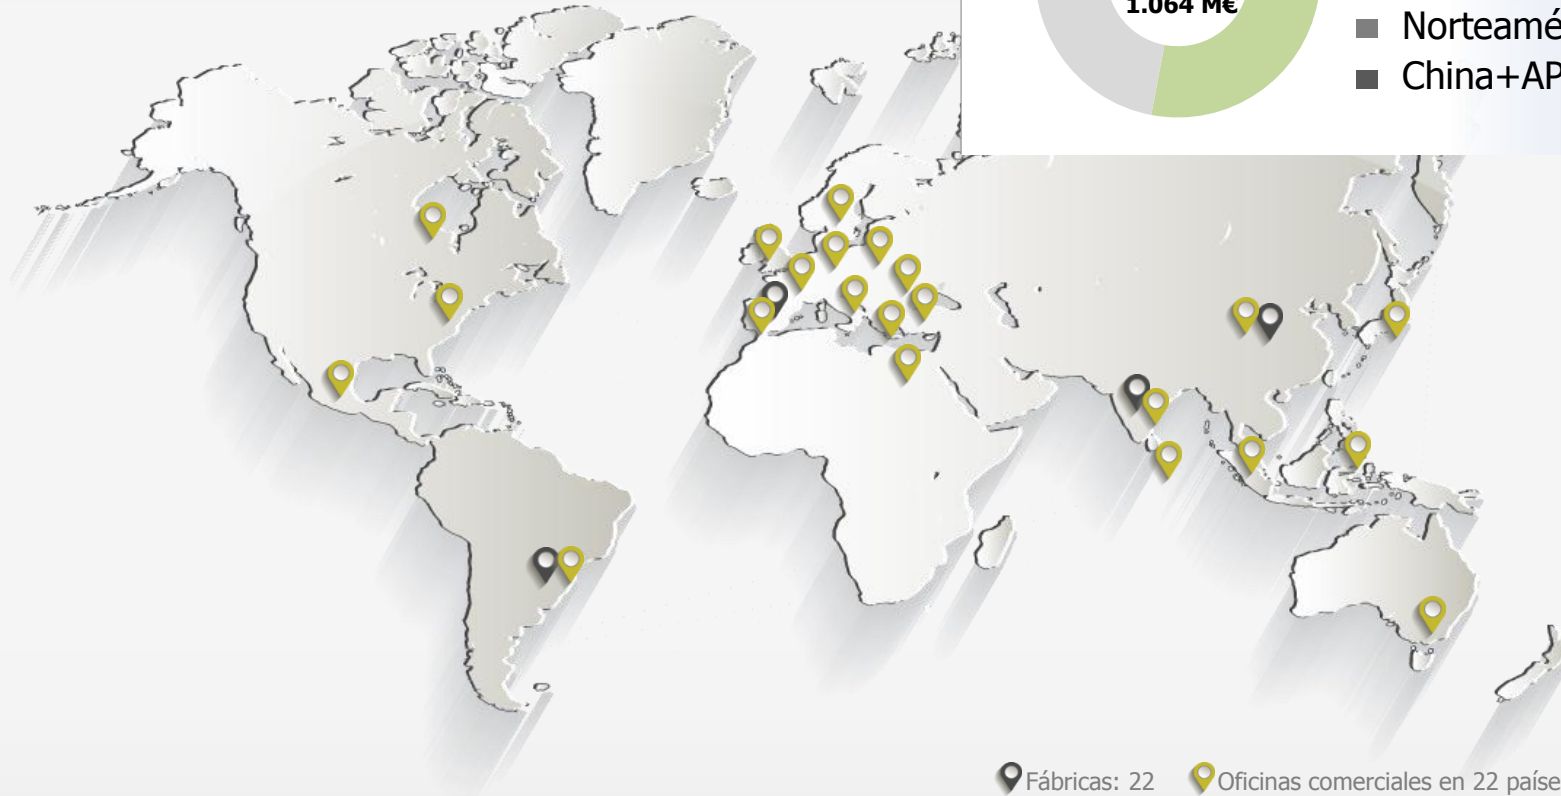 1.064 M€
Norteamé
China+AP
Fábricas: 22
Oficinas comerciales en 22 paíse